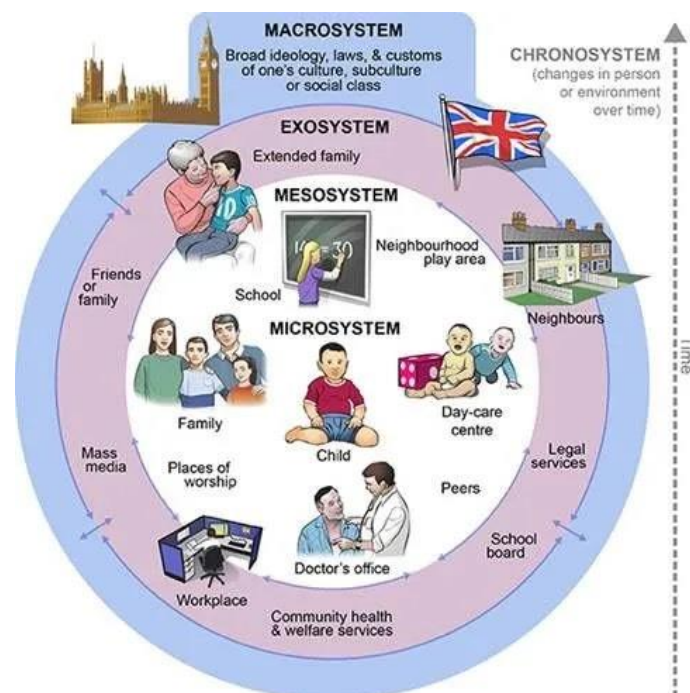 MACROSYSTEM
Broad ideology, laws, & customs
of one's culture, subculture
or social class
CHRONOSYSTEM
(changes in person
or environment
over time)
EXOSYSTEM
Extended family
MESOSYSTEM
Neighbourhood
play area
School
Friends
or
family
Neighbours
MICROSYSTEM
Time
Family
Child
Day-care
centre
Mass
media
Places of
worship
Peers
Legal
services
School
board
Doctor's office
Workplace
Community health
& welfare services
10